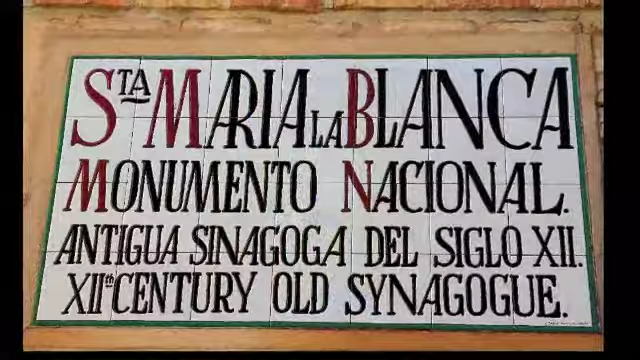 STA MARIA LA BLANCA
MONUMENTO NACIONAL.
ANTIGUA SINAGOGA DEL SIGLO XII.
XIIth CENTURY OLD SYNAGOGUE.